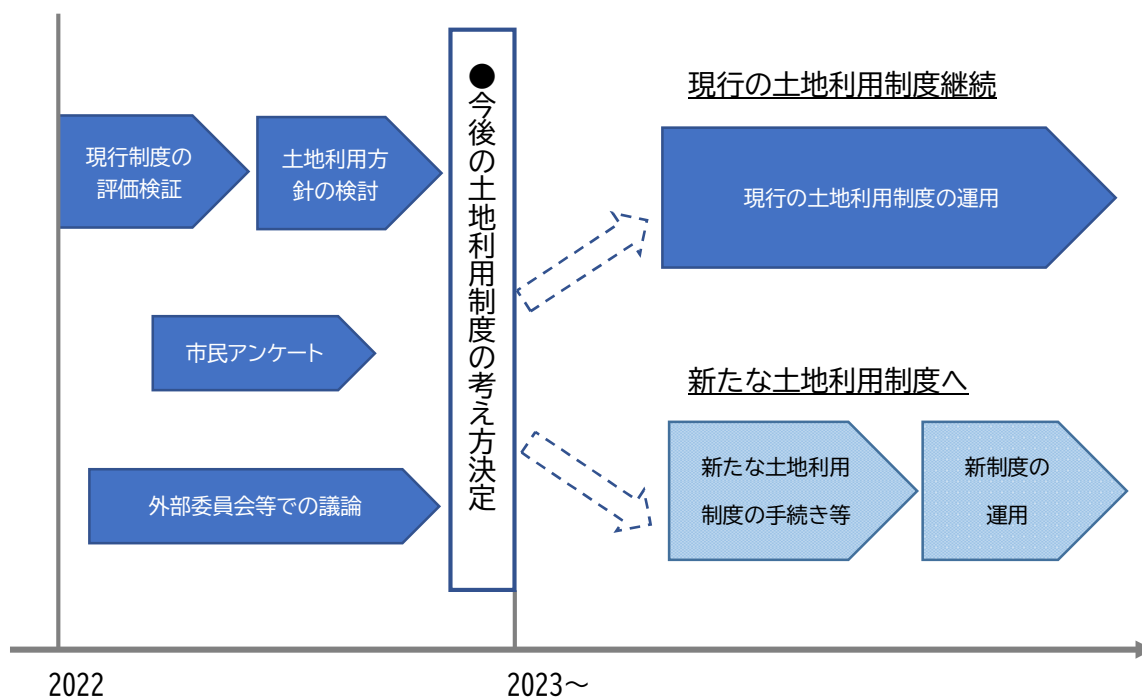 現行制度の
評価検証
土地利用方
針の検討
市民アンケート
外部委員会等での議論
●今後の土地利用制度の考え方決定
現行の土地利用制度継続
現行の土地利用制度の運用
新たな土地利用制度へ
新たな土地利用
制度の手続き等
新制度の
運用
2022
2023～